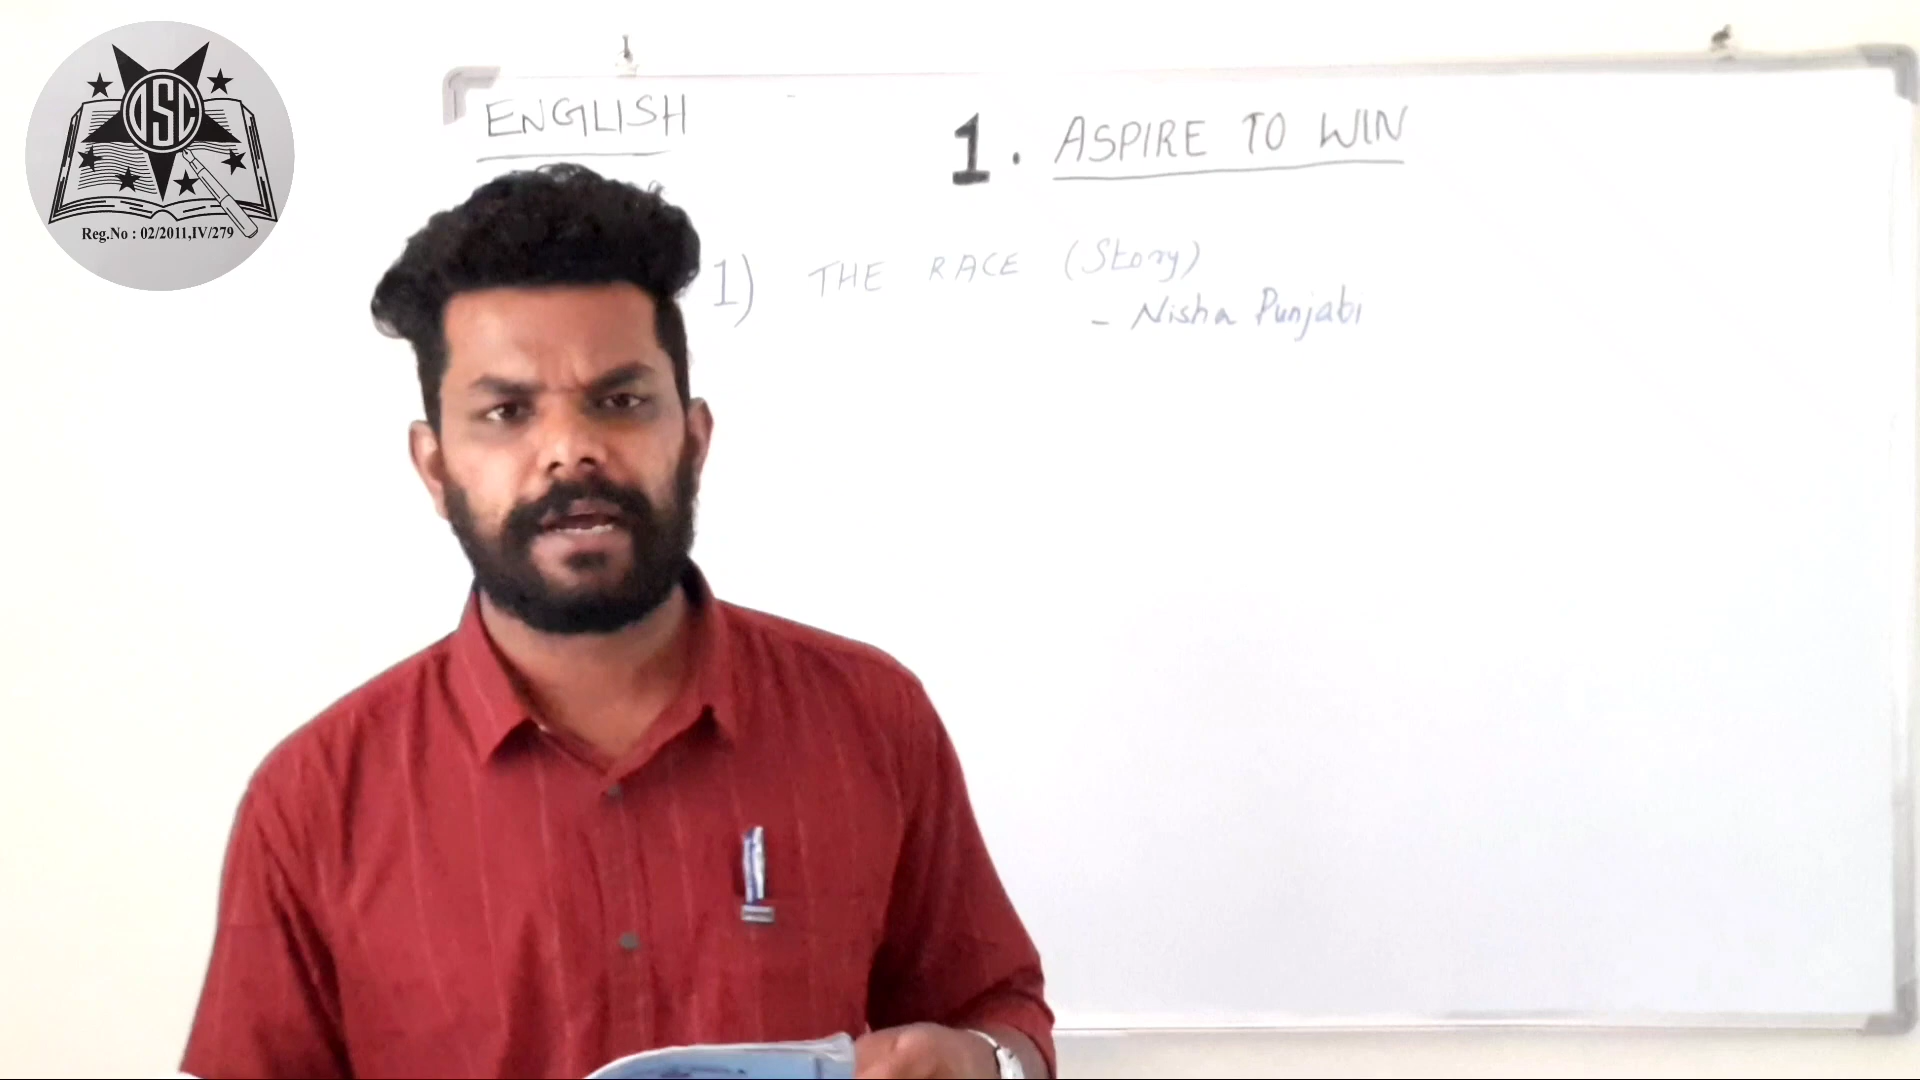 OSC
Reg.No : 02/2011,IV/279
ENGLISH
1. ASPIRE TO WIN
1) THE RACE (Story)
- Nisha Punjabi